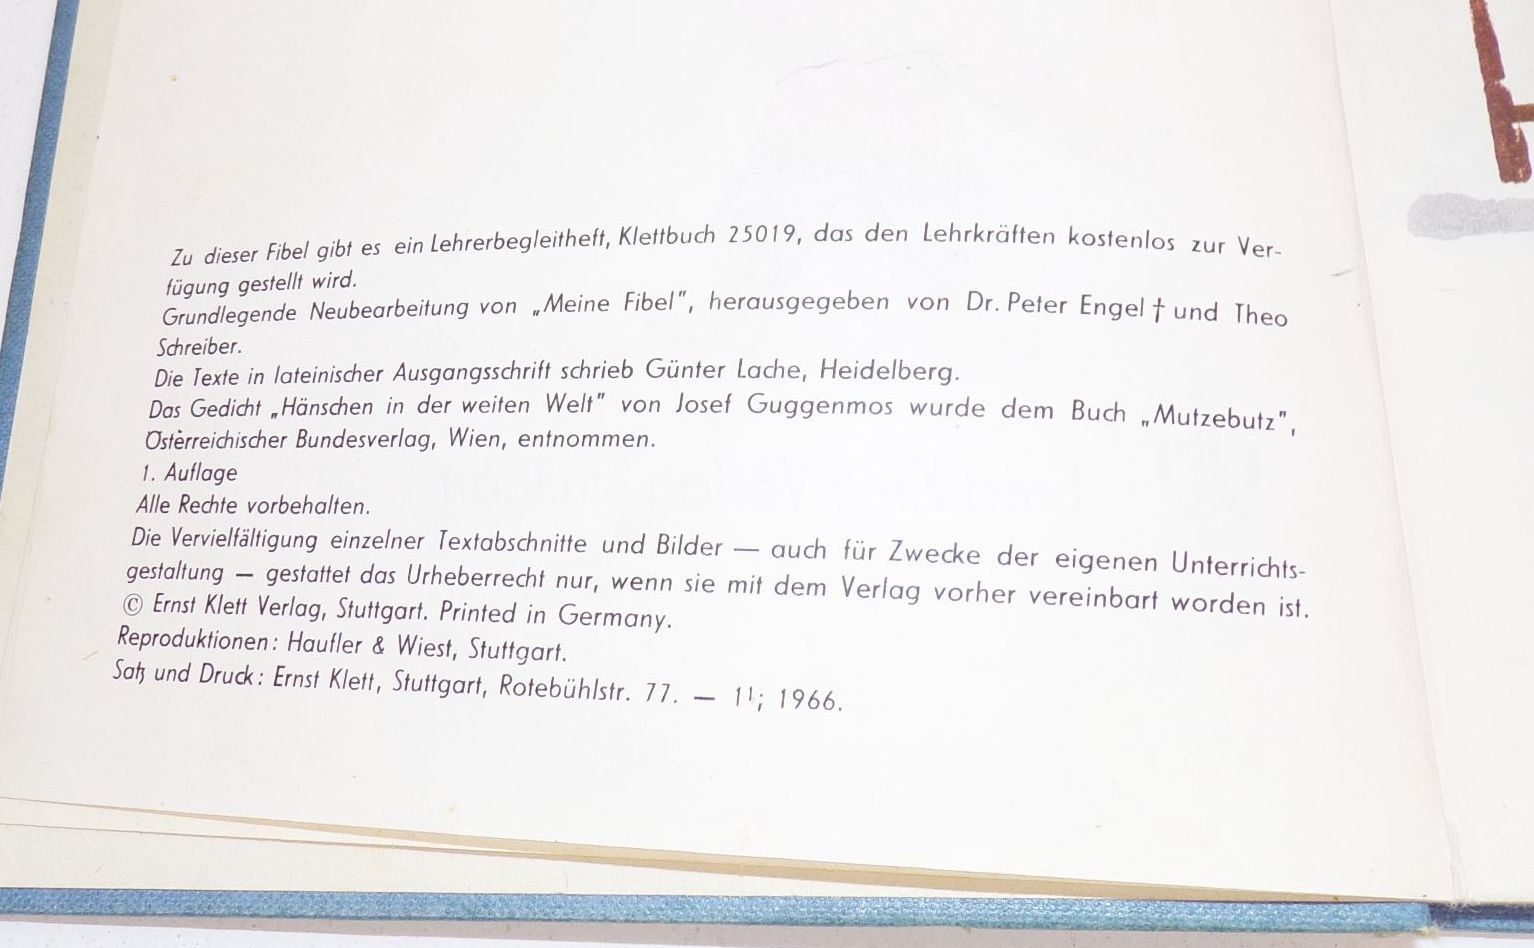 Zu dieser Fibel gibt es ein Lehrerbegleitheft, Klettbuch 25019, das den Lehrkräften kostenlos zur Ver-
fügung gestellt wird.
Grundlegende Neubearbeitung von „Meine Fibel", herausgegeben von Dr. Peter Engel † und Theo
Schreiber.
Die Texte in lateinischer Ausgangsschrift schrieb Günter Lache, Heidelberg.
Das Gedicht „Hänschen in der weiten Welt" von Josef Guggenmos wurde dem Buch „Mutzebutz",
Österreichischer Bundesverlag, Wien, entnommen.
1. Auflage
Alle Rechte vorbehalten.
Die Vervielfältigung einzelner Textabschnitte und Bilder — auch für Zwecke der eigenen Unterrichts-
gestaltung — gestattet das Urheberrecht nur, wenn sie mit dem Verlag vorher vereinbart worden ist.
© Ernst Klett Verlag, Stuttgart. Printed in Germany.
Reproduktionen: Haufler & Wiest, Stuttgart.
Satz und Druck: Ernst Klett, Stuttgart, Rotebühlstr. 77. — 1¹; 1966.